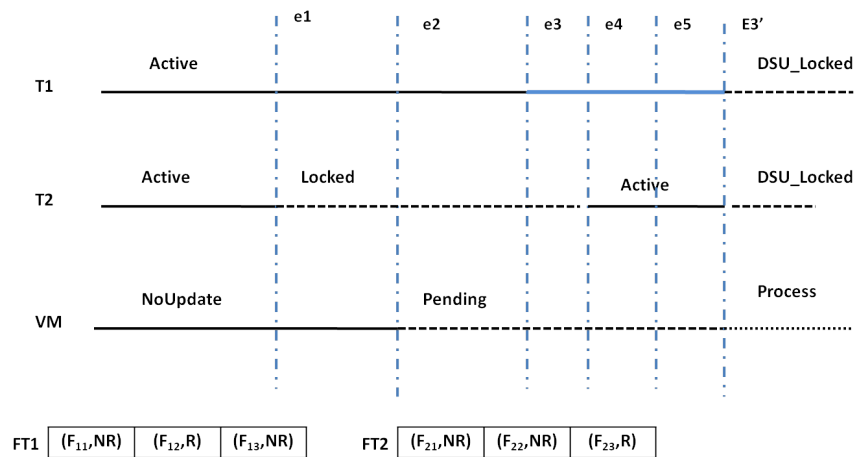 e1 e2 e3 e4 e5 E3’
Active DSU_Locked
T1
Active Locked Active DSU_Locked
T2
NoUpdate Pending Process
VM
FT1 (F11,NR) (F12,R) (F13,NR) FT2 (F21,NR) (F22,NR) (F23,R)